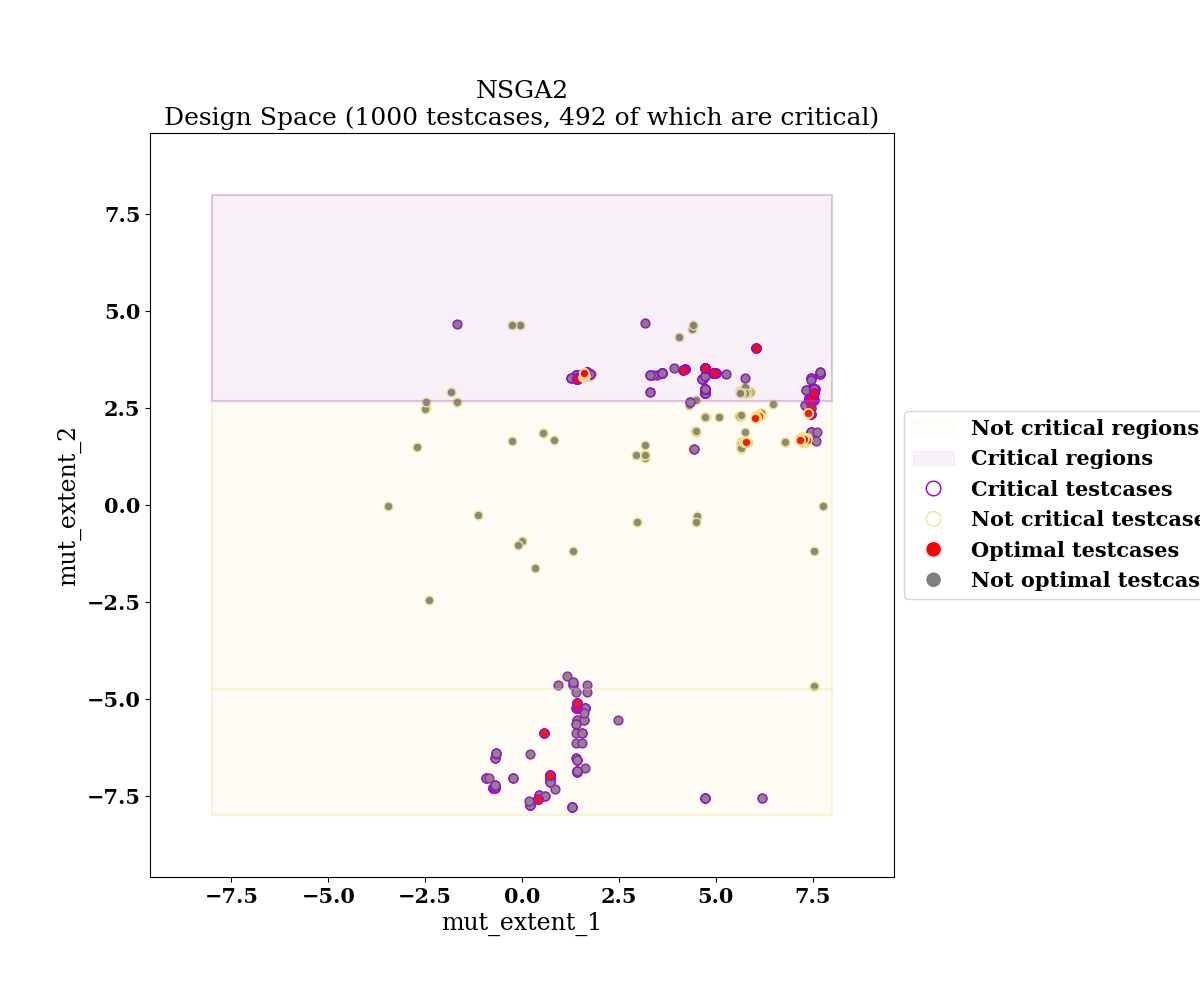 NSGA2
Design Space (1000 testcases, 492 of which are critical)
7.5
5.0
2.5
0.0
−2.5
−5.0
−7.5
mut_extent_2
−7.5 −5.0 −2.5 0.0 2.5 5.0 7.5
mut_extent_1
Not critical regions
Critical regions
Critical testcases
Not critical testcase
Optimal testcases
Not optimal testcas